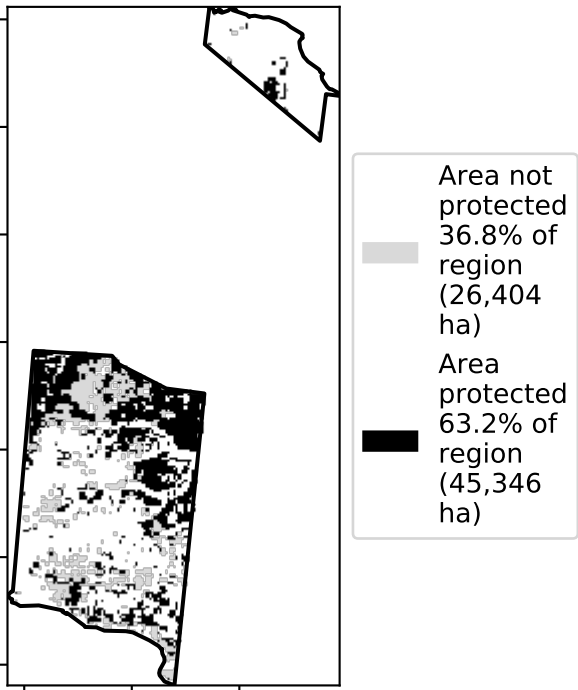 Area not
protected
36.8% of
region
(26,404
ha)
Area
protected
63.2% of
region
(45,346
ha)